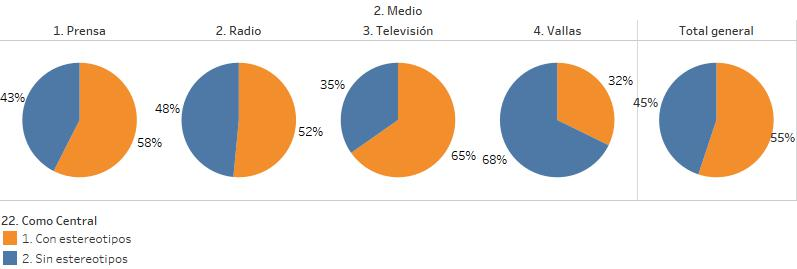 2. Medio
1. Prensa 2. Radio 3. Televisión 4. Vallas Total general
43% 58% 48% 52% 35% 65% 32% 68% 45% 55%
22. Como Central
1. Con estereotipos
2. Sin estereotipos